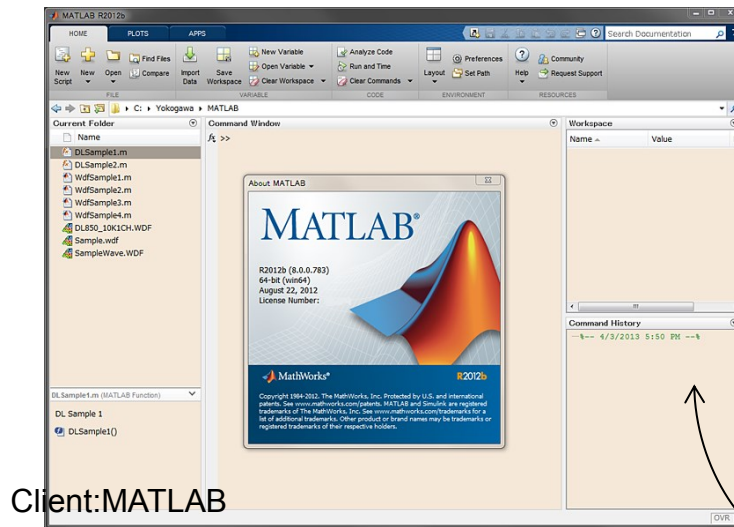 MATLAB R2012b
HOME PLOTS APPS
Search Documentation
New Script
New
Open
Find Files
Compare
Import Data
Save Workspace
New Variable
Open Variable
Clear Workspace
Analyze Code
Run and Time
Clear Commands
Layout
Preferences
Set Path
Help
Community
Request Support
FILE VARIABLE CODE ENVIRONMENT RESOURCES
C: Yokogawa MATLAB
Current Folder
Name
DLSample1.m
DLSample2.m
WdfSample1.m
WdfSample2.m
WdfSample3.m
WdfSample4.m
DL850_10K1CH.WDF
Sample.wdf
SampleWave.WDF
DLSample1.m (MATLAB Function)
DL Sample 1
DLSample1()
Command Window
fx >>
About MATLAB
MATLAB®
R2012b (8.0.0.783)
64-bit (win64)
August 22, 2012
License Number:
MathWorks® R2012b
Copyright 1984-2012. The MathWorks, Inc. Protected by U.S. and international
patents. See www.mathworks.com/patents. MATLAB and Simulink are registered
trademarks of The MathWorks, Inc. See www.mathworks.com/trademarks for a
list of additional trademarks. Other product or brand names may be trademarks or
registered trademarks of their respective holders.
Workspace
Name Value
Command History
%-- 4/3/2013 5:50 PM --%
Client:MATLAB
OVR